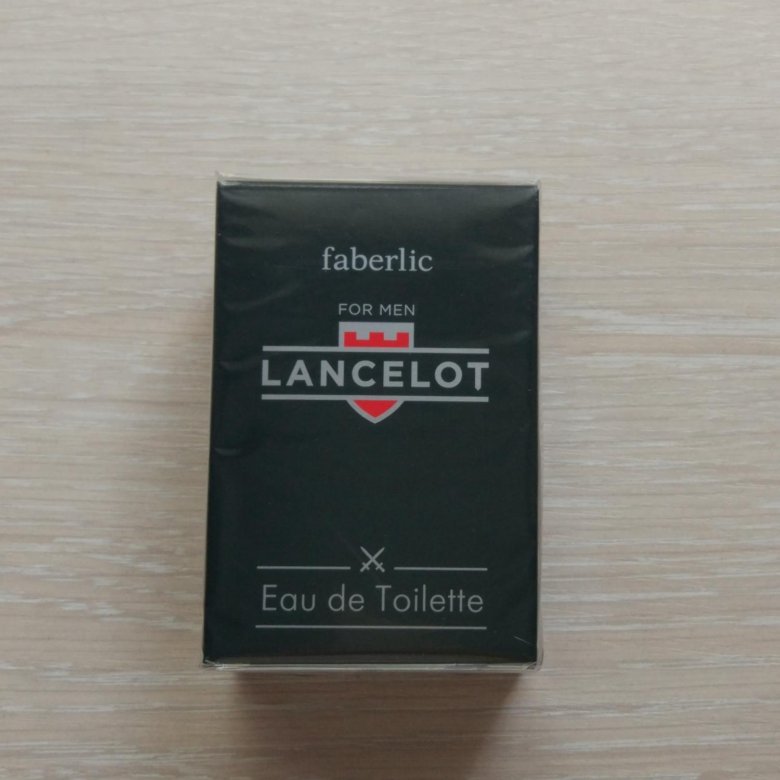 faberlic
FOR MEN
LANCELOT
Eau de Toilette